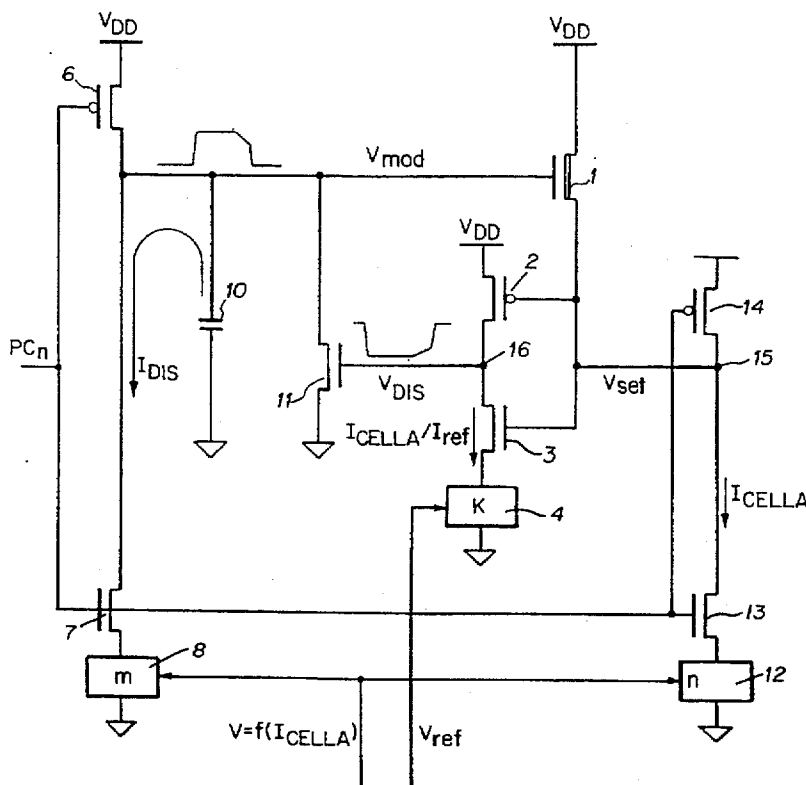 VDD
VDD
6
Vmod
1
VDD
2
14
10
PCn
IDIS
16
15
VDIS
Vset
11
ICELLA/Iref
3
ICELLA
K
4
7
13
8
m
n
12
V=f(ICELLA)
Vref